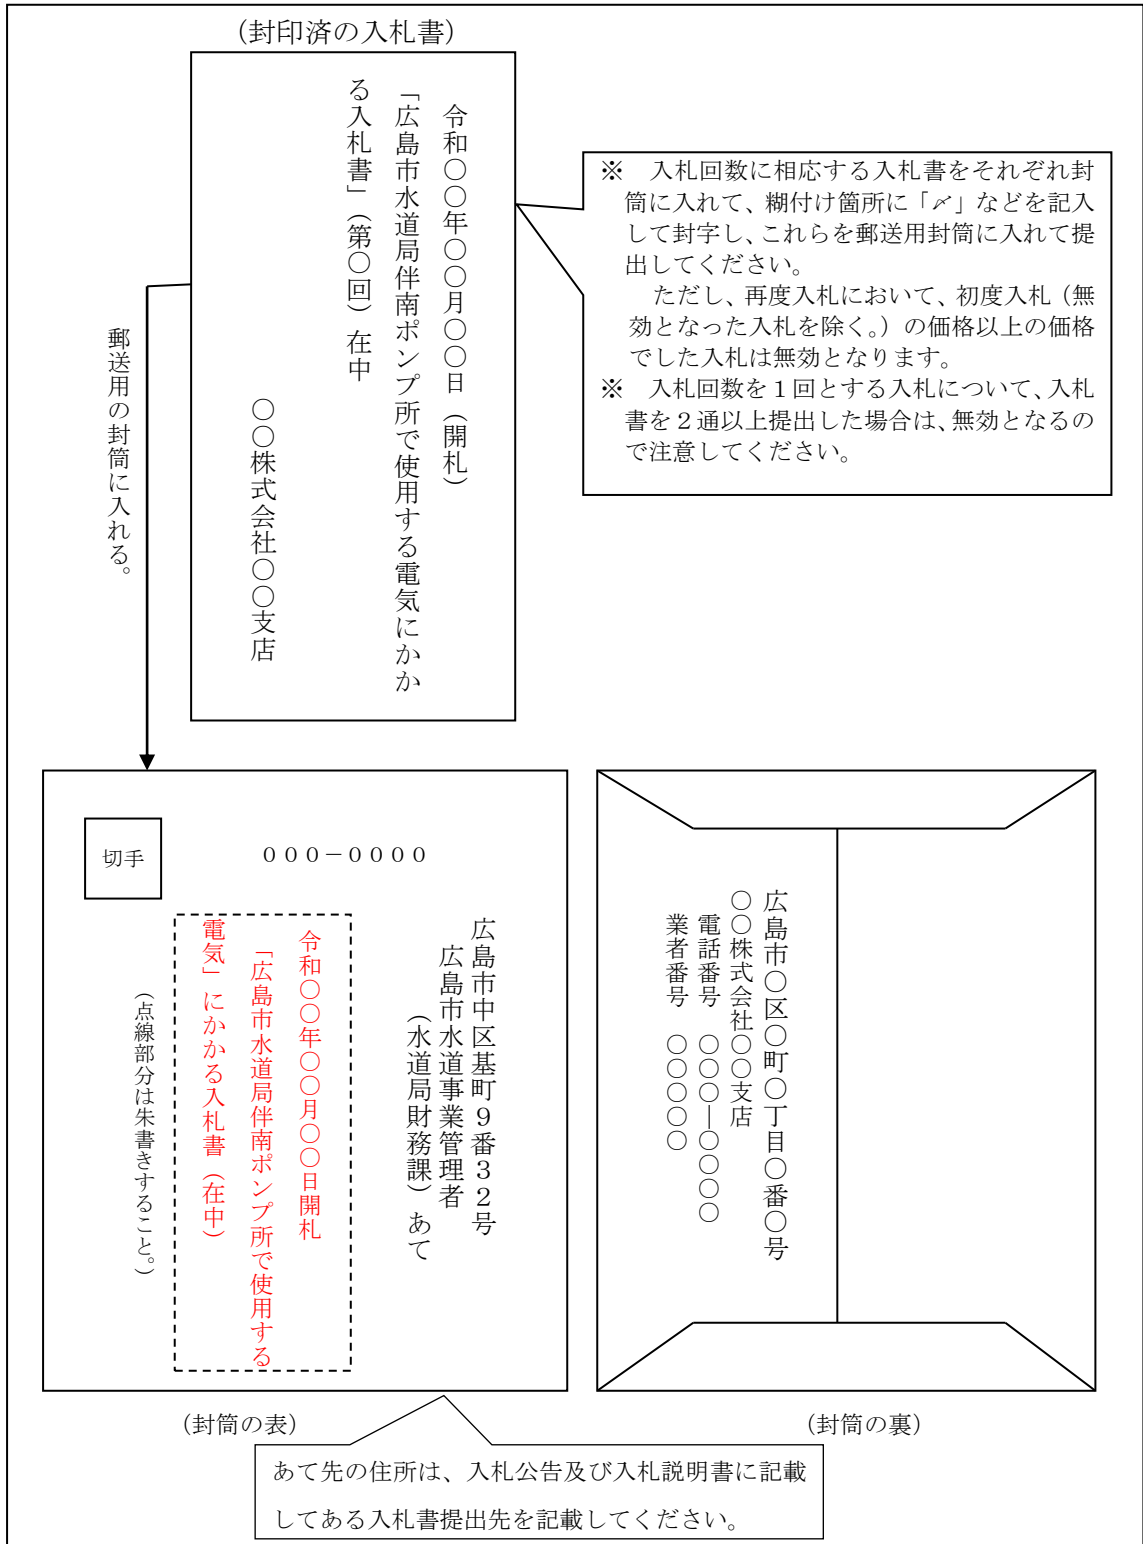 (封印済の入札書)
令和〇〇年〇〇月〇〇日（開札）
「広島市水道局伴南ポンプ所で使用する電気にかか
る入札書」（第〇回）在中
〇〇株式会社〇〇支店
※　入札回数に相応する入札書をそれぞれ封
筒に入れて、糊付け箇所に「〆」などを記入
して封字し、これらを郵送用封筒に入れて提
出してください。
ただし、再度入札において、初度入札（無
効となった入札を除く。）の価格以上の価格
でした入札は無効となります。
※　入札回数を１回とする入札について、入札
書を２通以上提出した場合は、無効となるの
で注意してください。
郵送用の封筒に入れる。
切手
０００－００００
広島市中区基町９番３２号
広島市水道事業管理者
（水道局財務課）あて
令和〇〇年〇〇月〇〇日開札
「広島市水道局伴南ポンプ所で使用する
電気」にかかる入札書（在中）
（点線部分は朱書きすること。）
(封筒の表)
広島市〇区〇町〇丁目〇番〇号
〇〇株式会社〇〇支店
電話番号　〇〇〇―〇〇〇〇
業者番号　〇〇〇〇〇
(封筒の裏)
あて先の住所は、入札公告及び入札説明書に記載
してある入札書提出先を記載してください。